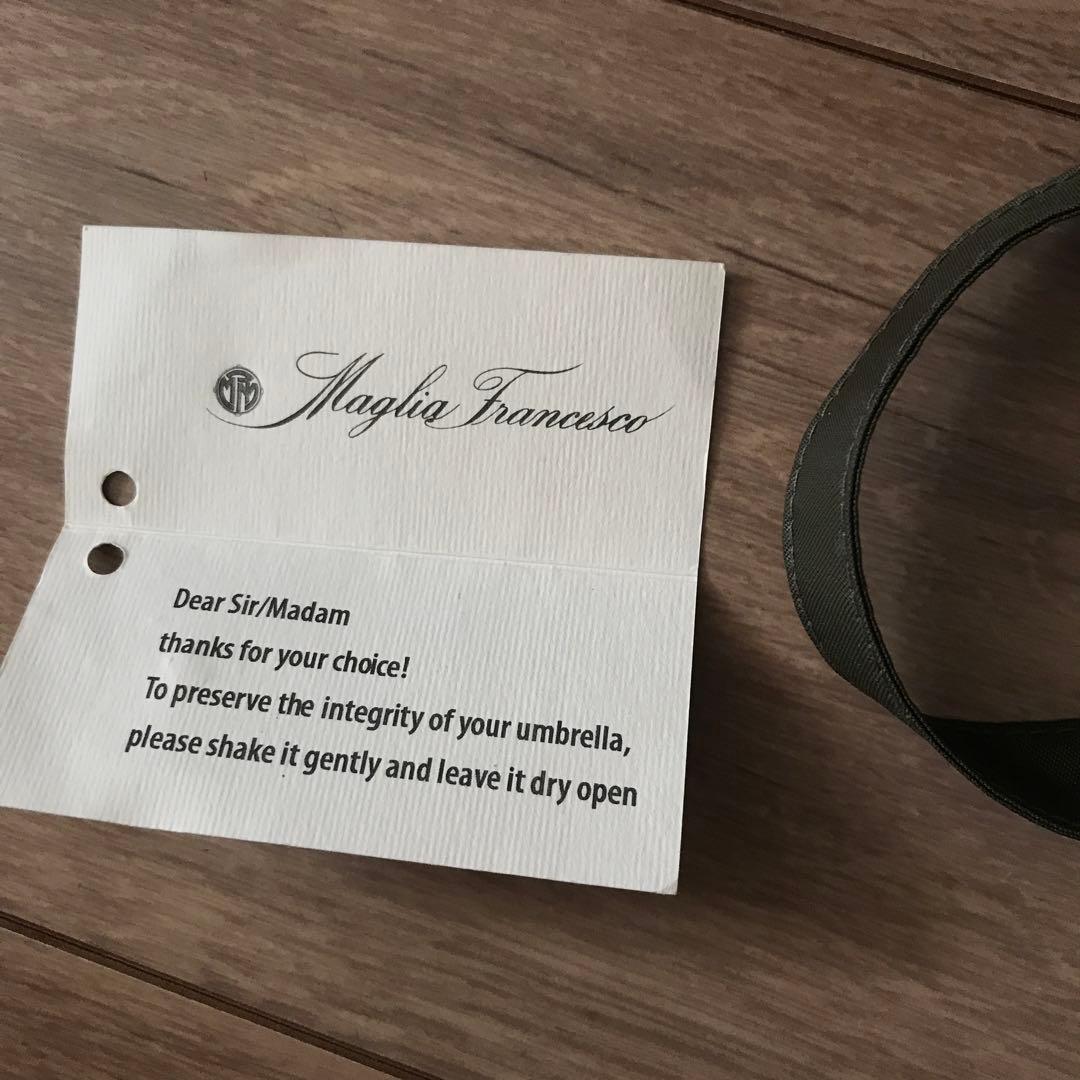 MFM
Maglia Francesco
Dear Sir/Madam
thanks for your choice!
To preserve the integrity of your umbrella,
please shake it gently and leave it dry open